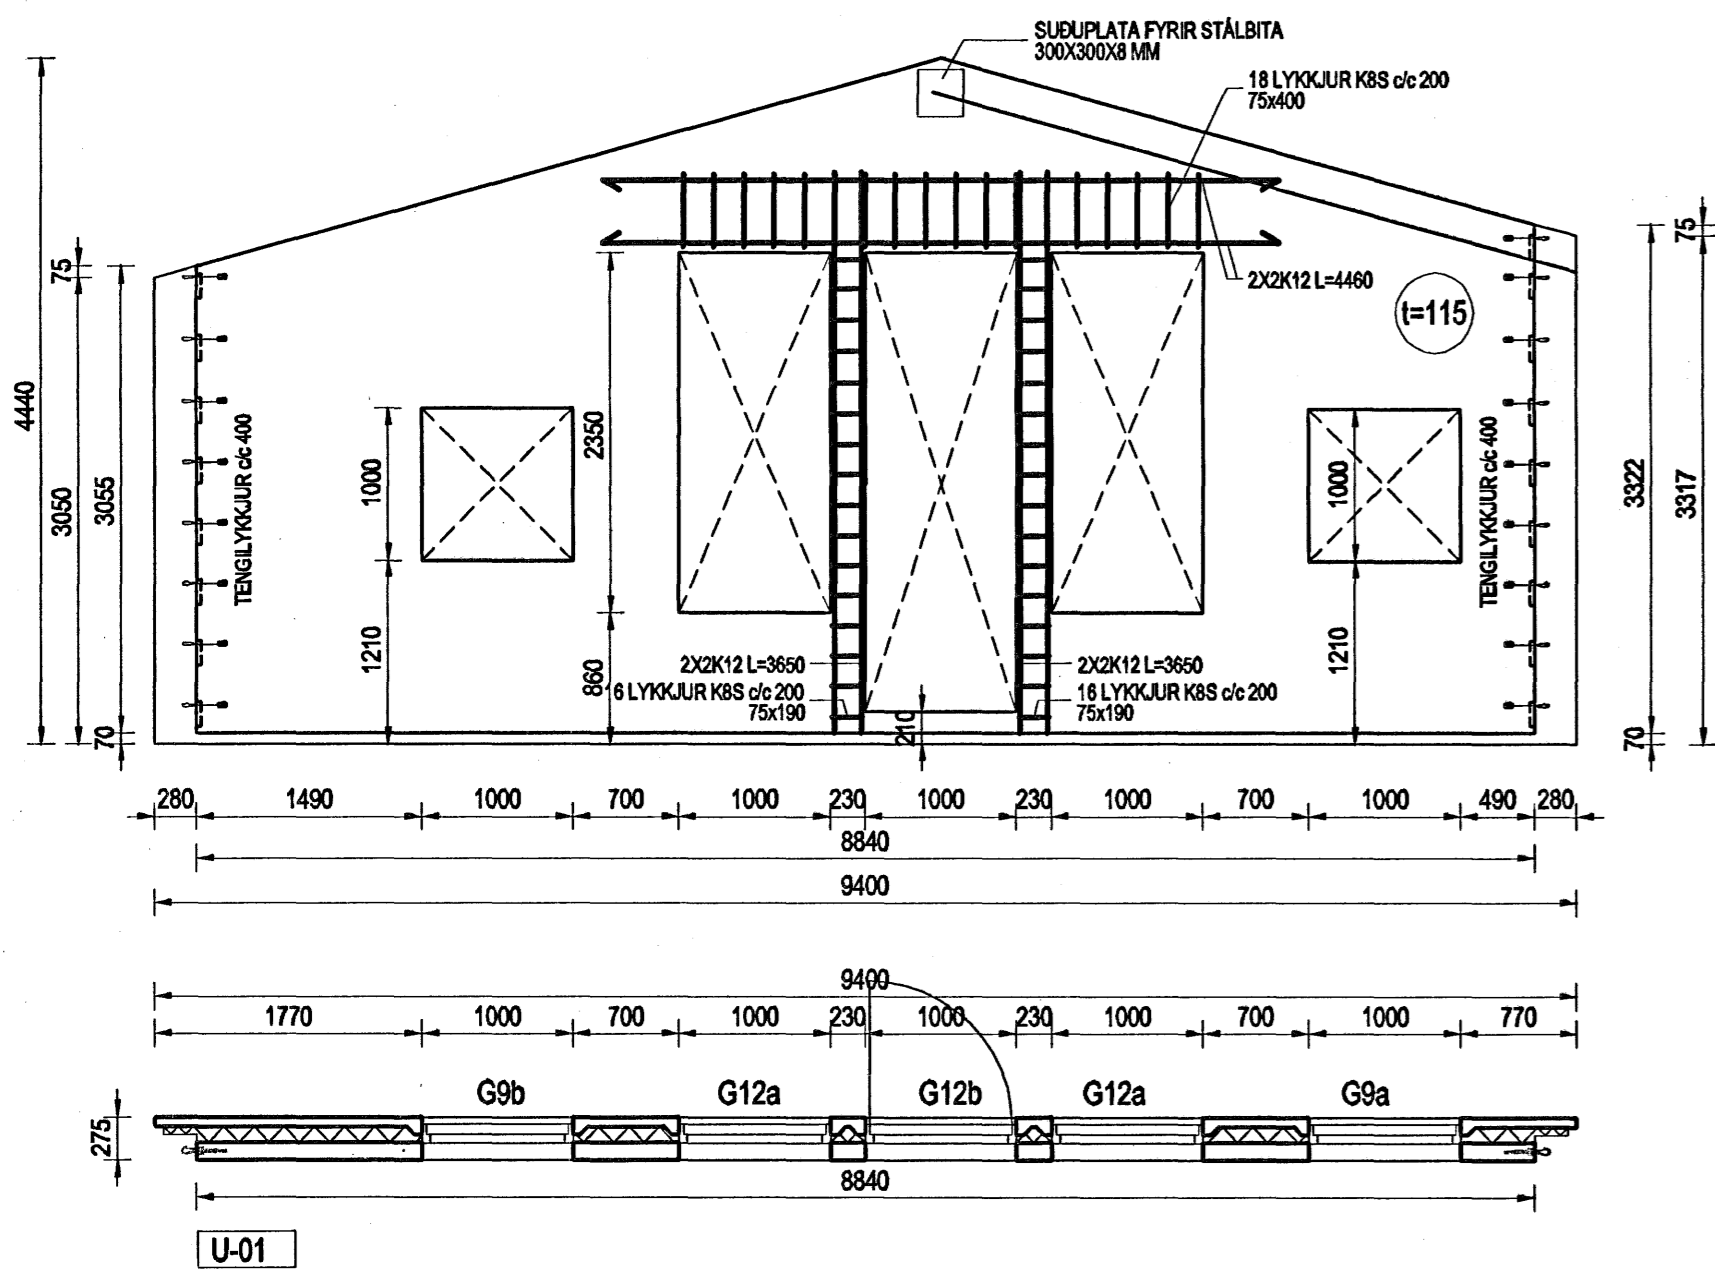 SUÐUPLATA FYRIR STÁLBITA
300X300X8 MM
18 LYKKJUR K8S c/c 200
75x400
2X2K12 L=4460
t=115
4440
75
3050
3055
70
TENGILYKKJUR c/c 400
1000
1210
2350
860
2X2K12 L=3650
6 LYKKJUR K8S c/c 200
75x190
210
2X2K12 L=3650
16 LYKKJUR K8S c/c 200
75x190
1000
1210
TENGILYKKJUR c/c 400
75
3322
3317
70
280 1490 1000 700 1000 230 1000 230 1000 700 1000 490 280
8840
9400
9400
1770 1000 700 1000 230 1000 230 1000 700 1000 770
G9b G12a G12b G12a G9a
275
8840
U-01